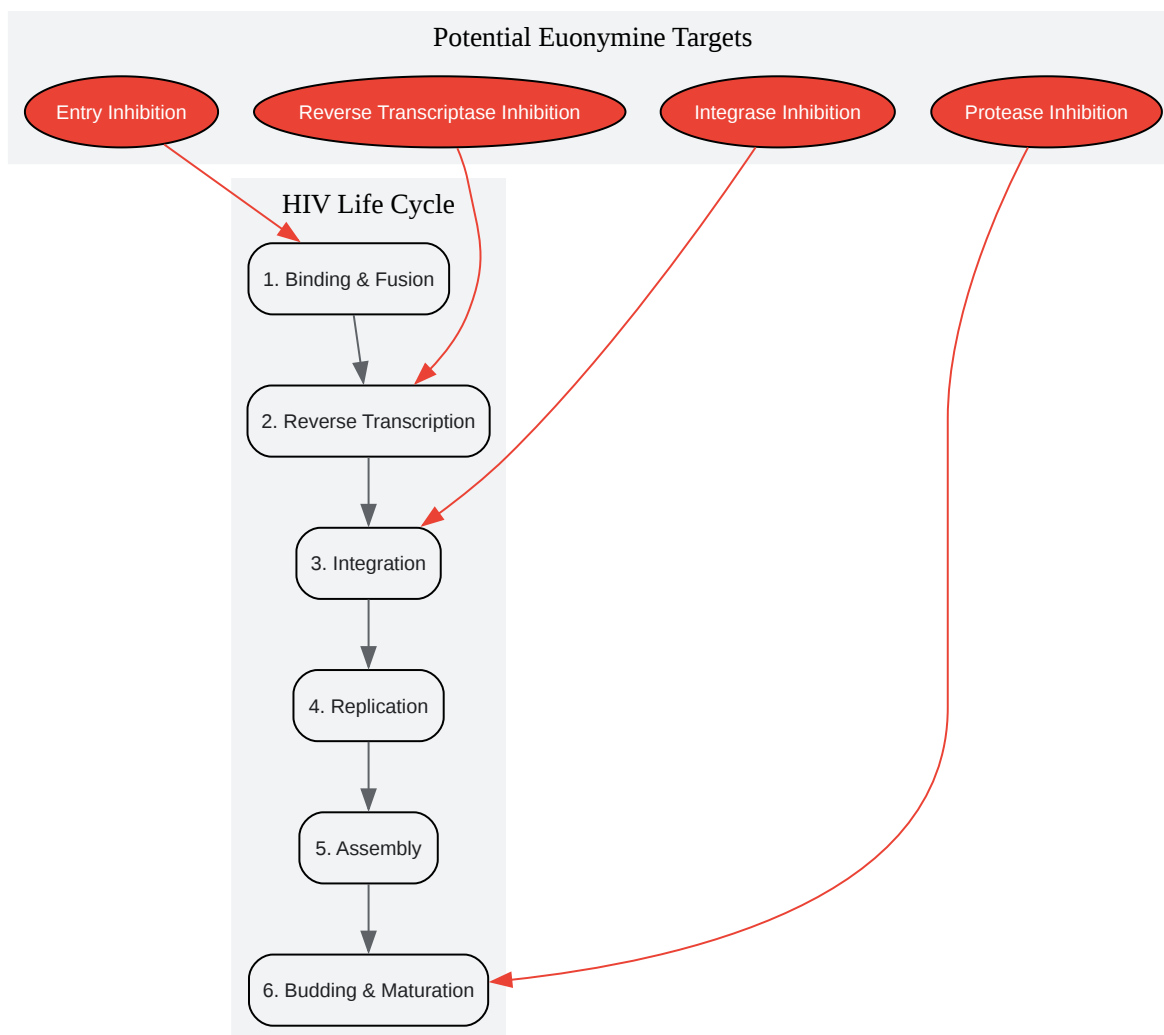 Potential Euonymine Targets
Entry Inhibition
Reverse Transcriptase Inhibition
Integrase Inhibition
Protease Inhibition
HIV Life Cycle
1. Binding & Fusion
2. Reverse Transcription
3. Integration
4. Replication
5. Assembly
6. Budding & Maturation